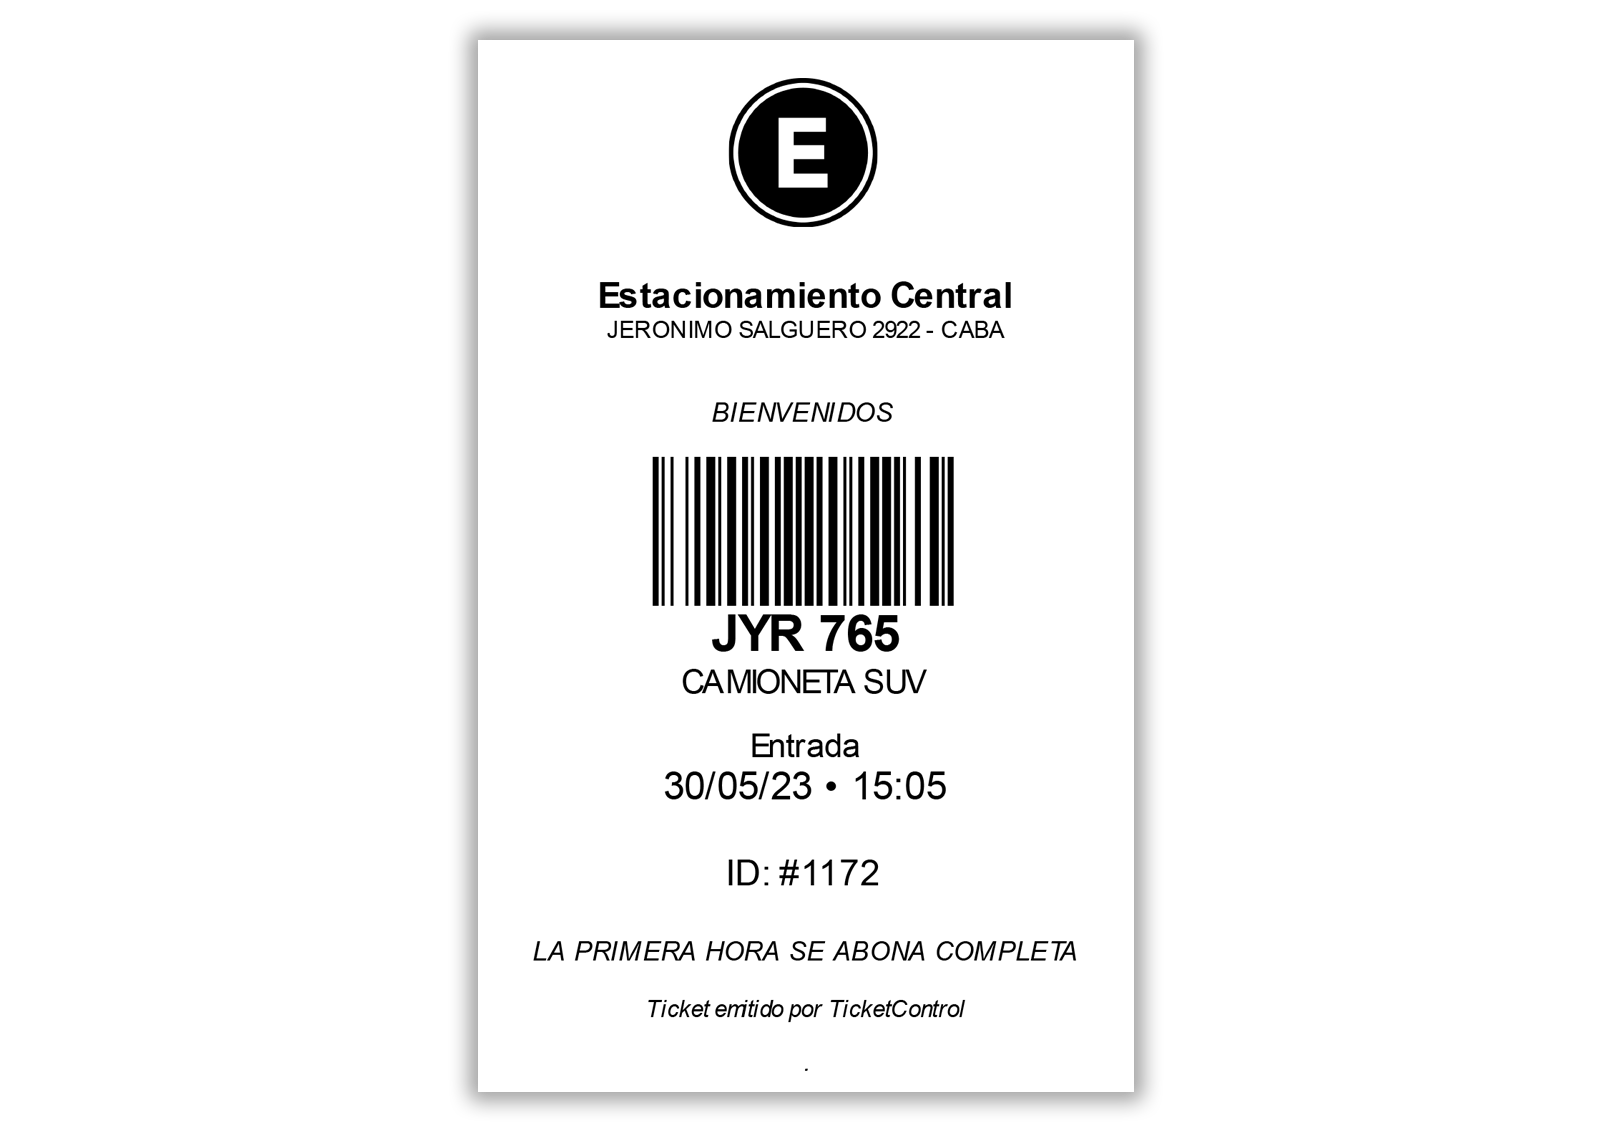 E
Estacionamiento Central
JERONIMO SALGUERO 2922 - CABA
BIENVENIDOS
JYR 765
CAMIONETA SUV
Entrada
30/05/23 • 15:05
ID: #1172
LA PRIMERA HORA SE ABONA COMPLETA
Ticket emitido por TicketControl
.